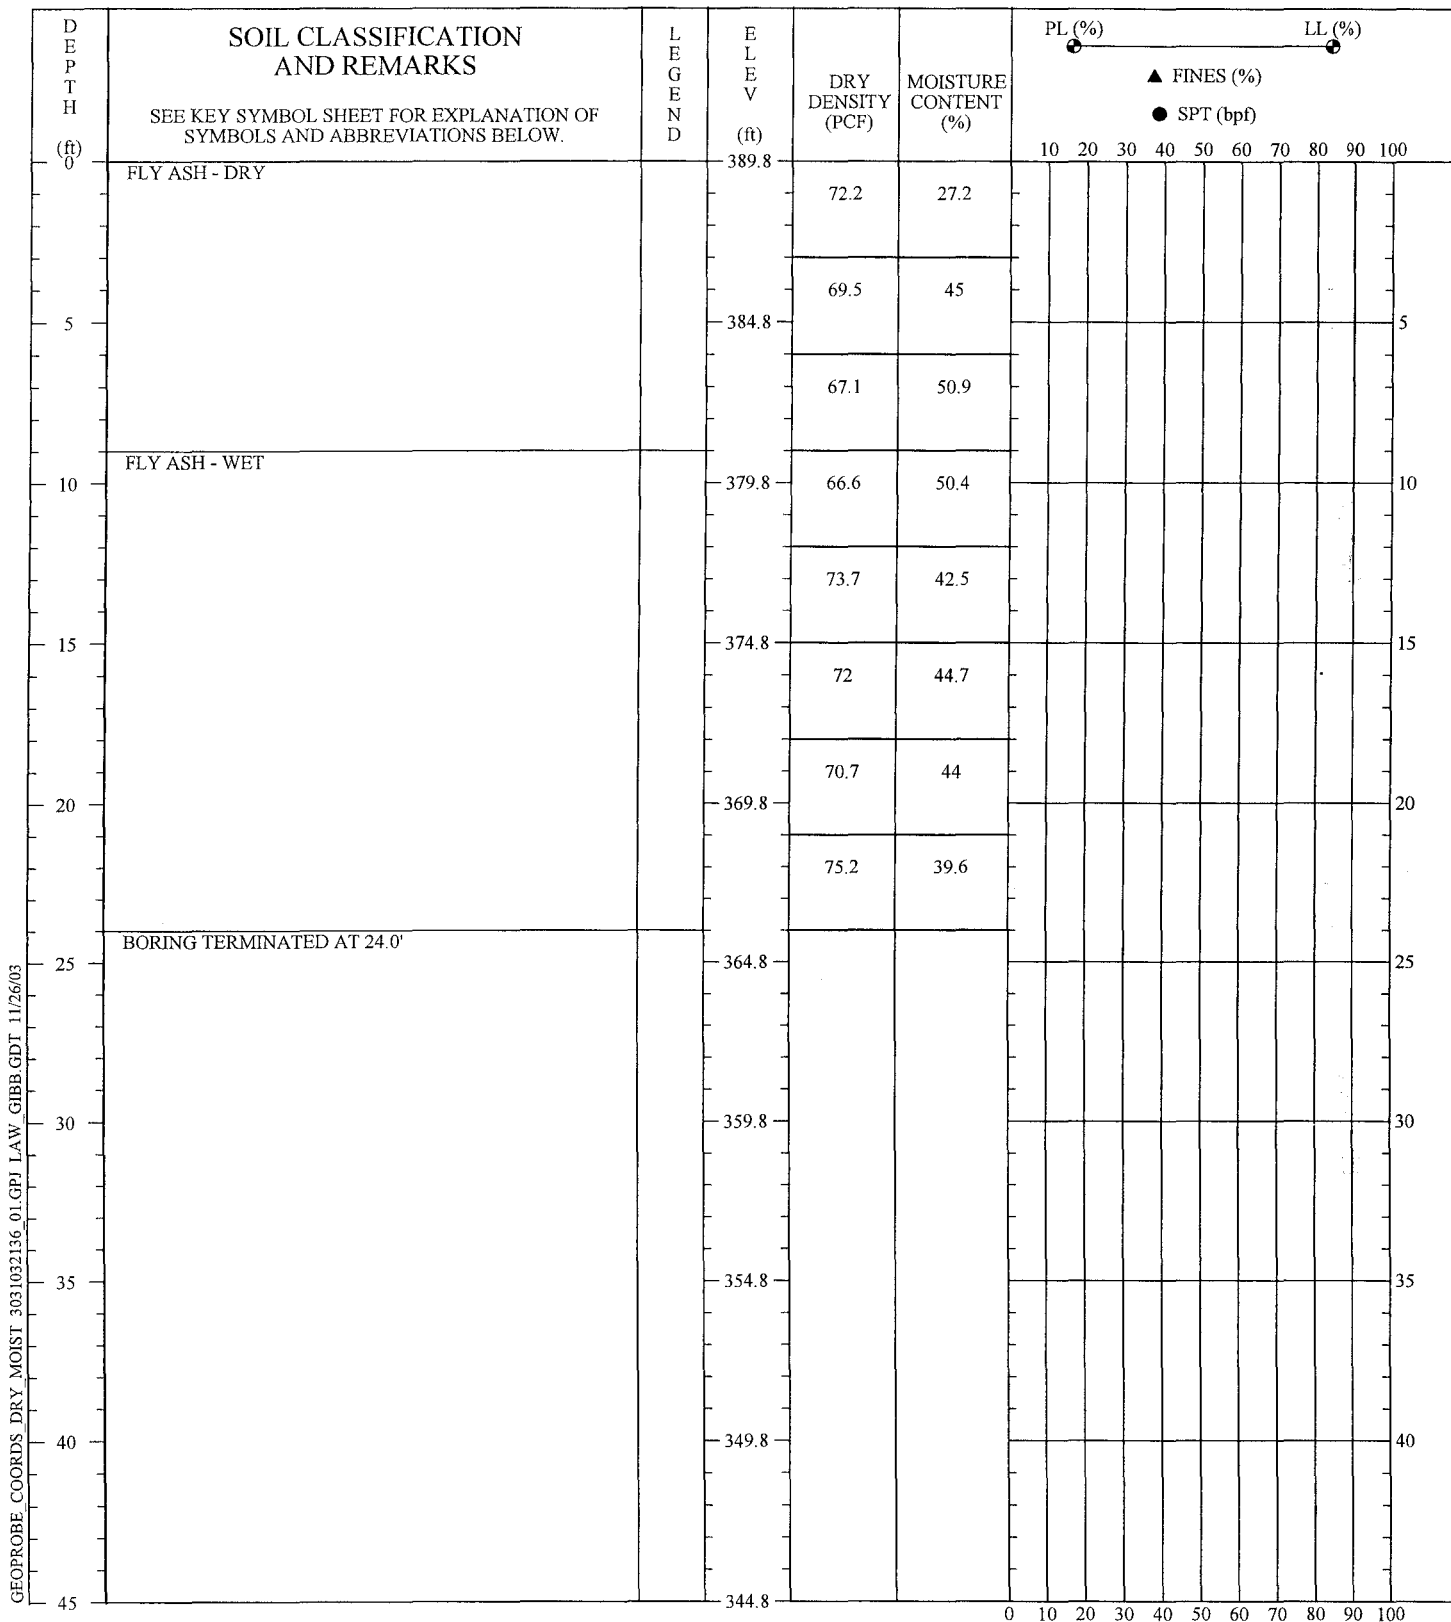 DEPTH (ft)
SOIL CLASSIFICATION
AND REMARKS
SEE KEY SYMBOL SHEET FOR EXPLANATION OF
SYMBOLS AND ABBREVIATIONS BELOW.
LEGEND
ELEV (ft)
DRY
DENSITY
(PCF)
MOISTURE
CONTENT
(%)
PL (%) LL (%)
▲ FINES (%)
● SPT (bpf)
10 20 30 40 50 60 70 80 90 100
0 389.8
FLY ASH - DRY
72.2 27.2
69.5 45
5 384.8 5
67.1 50.9
FLY ASH - WET
10 379.8 66.6 50.4 10
73.7 42.5
15 374.8 15
72 44.7
70.7 44
20 369.8 20
75.2 39.6
BORING TERMINATED AT 24.0'
25 364.8 25
30 359.8 30
35 354.8 35
40 349.8 40
45 344.8
0 10 20 30 40 50 60 70 80 90 100
GEOPROBE_COORDS_DRY_MOIST 3031032136_01.GPJ LAW_GIBB.GDT 11/26/03